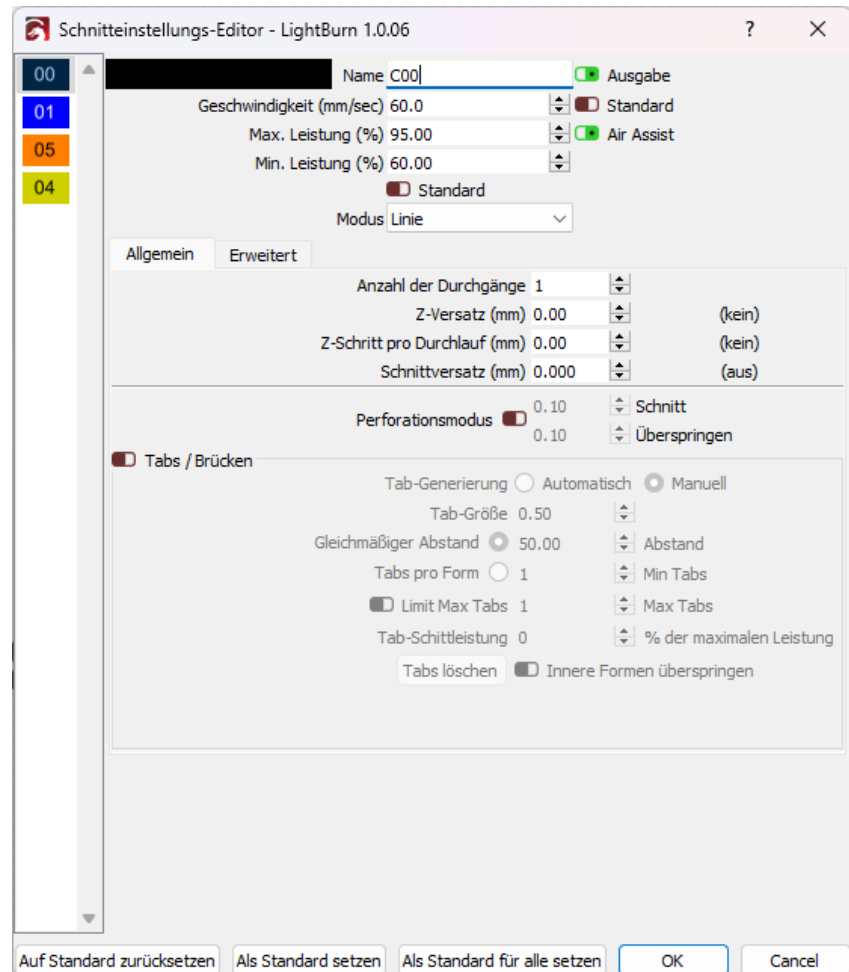 Schnitteinstellungs-Editor - LightBurn 1.0.06 ?
00 Name C00 Ausgabe
01 Geschwindigkeit (mm/sec) 60.0 Standard
Max. Leistung (%) 95.00 Air Assist
05 Min. Leistung (%) 60.00
04 Standard
Modus Linie
Allgemein Erweitert
Anzahl der Durchgänge 1
Z-Versatz (mm) 0.00 (kein)
Z-Schritt pro Durchlauf (mm) 0.00 (kein)
Schnittversatz (mm) 0.000 (aus)
Perforationsmodus 0.10 Schnitt
0.10 Überspringen
Tabs / Brücken
Tab-Generierung Automatisch Manuell
Tab-Größe 0.50
Gleichmäßiger Abstand 50.00 Abstand
Tabs pro Form 1 Min Tabs
Limit Max Tabs 1 Max Tabs
Tab-Schittleistung 0 % der maximalen Leistung
Tabs löschen Innere Formen überspringen
Auf Standard zurücksetzen Als Standard setzen Als Standard für alle setzen OK Cancel